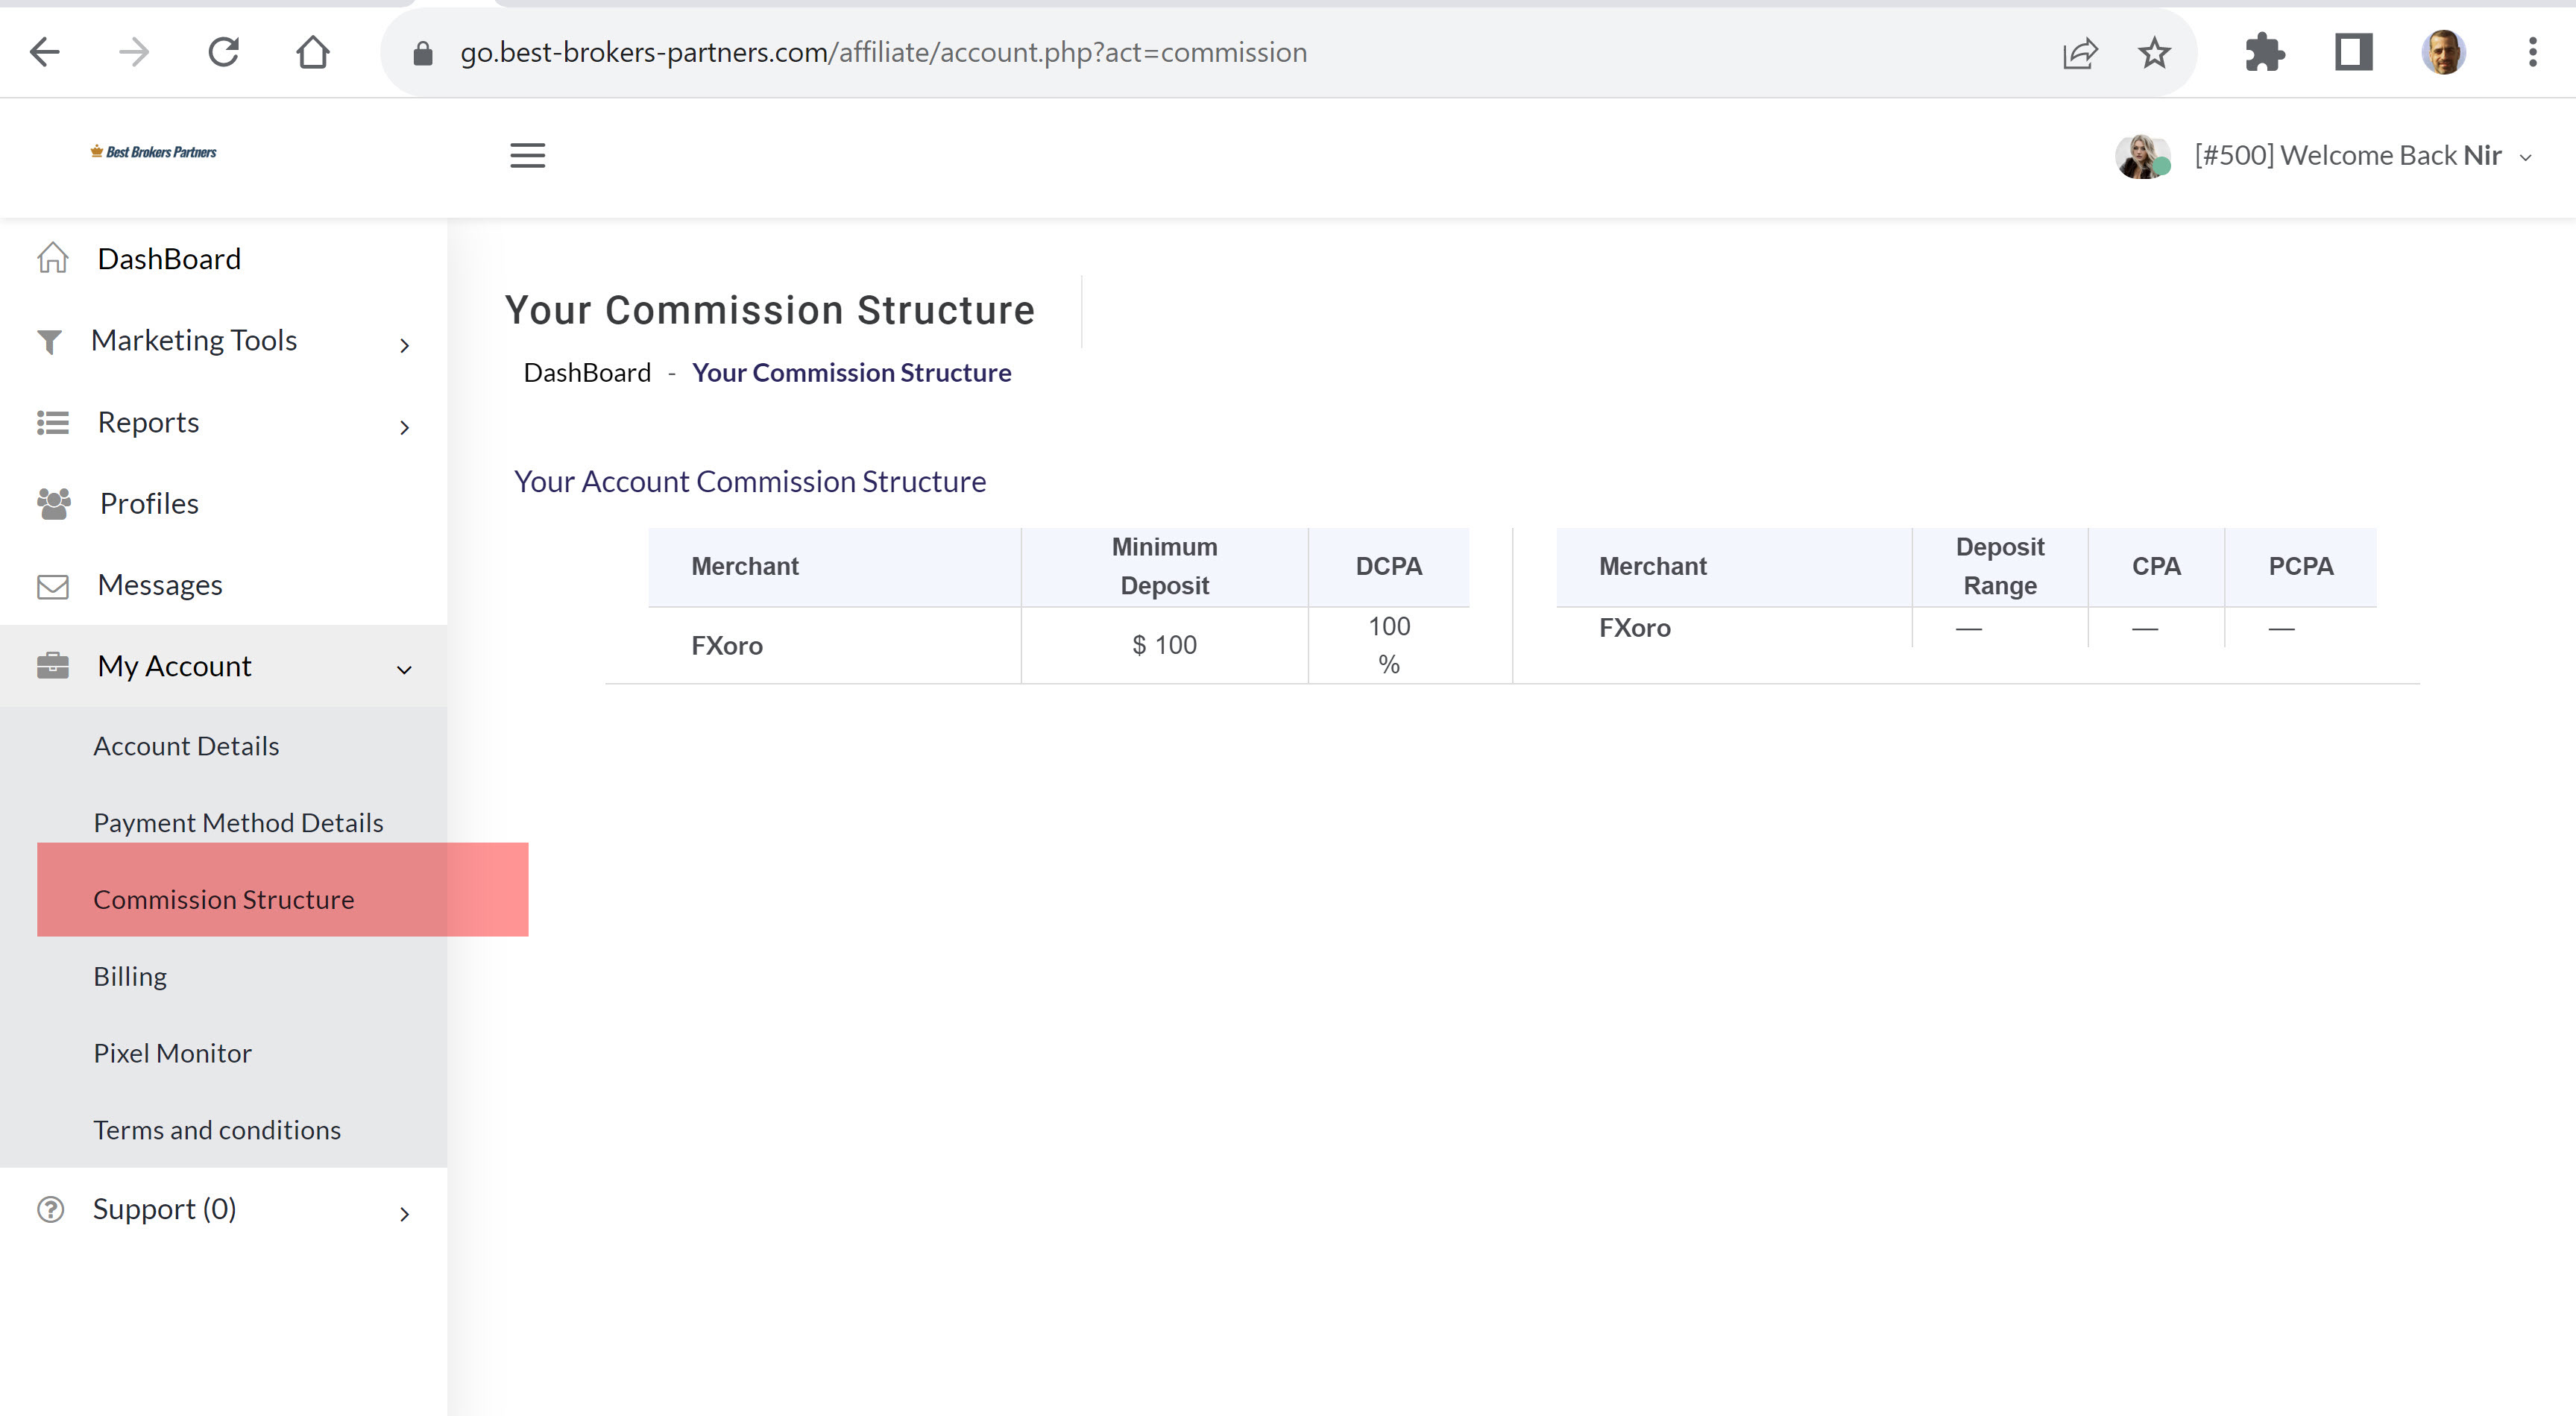 go.best-brokers-partners.com/affiliate/account.php?act=commission
Best Brokers Partners
[#500] Welcome Back Nir
DashBoard
Marketing Tools
Reports
Profiles
Messages
My Account
Account Details
Payment Method Details
Commission Structure
Billing
Pixel Monitor
Terms and conditions
Support (0)
Your Commission Structure
DashBoard - Your Commission Structure
Your Account Commission Structure
Merchant
Minimum
Deposit
DCPA
FXoro
$ 100
100
%
Merchant
Deposit
Range
CPA
PCPA
FXoro
—
—
—